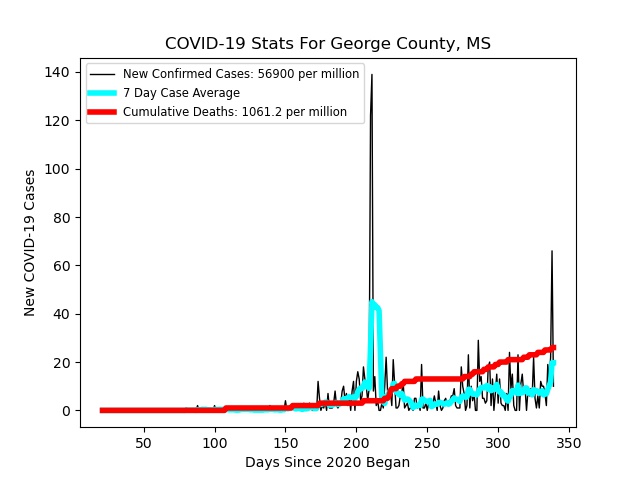 COVID-19 Stats For George County, MS
New Confirmed Cases: 56900 per million
7 Day Case Average
Cumulative Deaths: 1061.2 per million
New COVID-19 Cases
140
120
100
80
60
40
20
0
50 100 150 200 250 300 350
Days Since 2020 Began